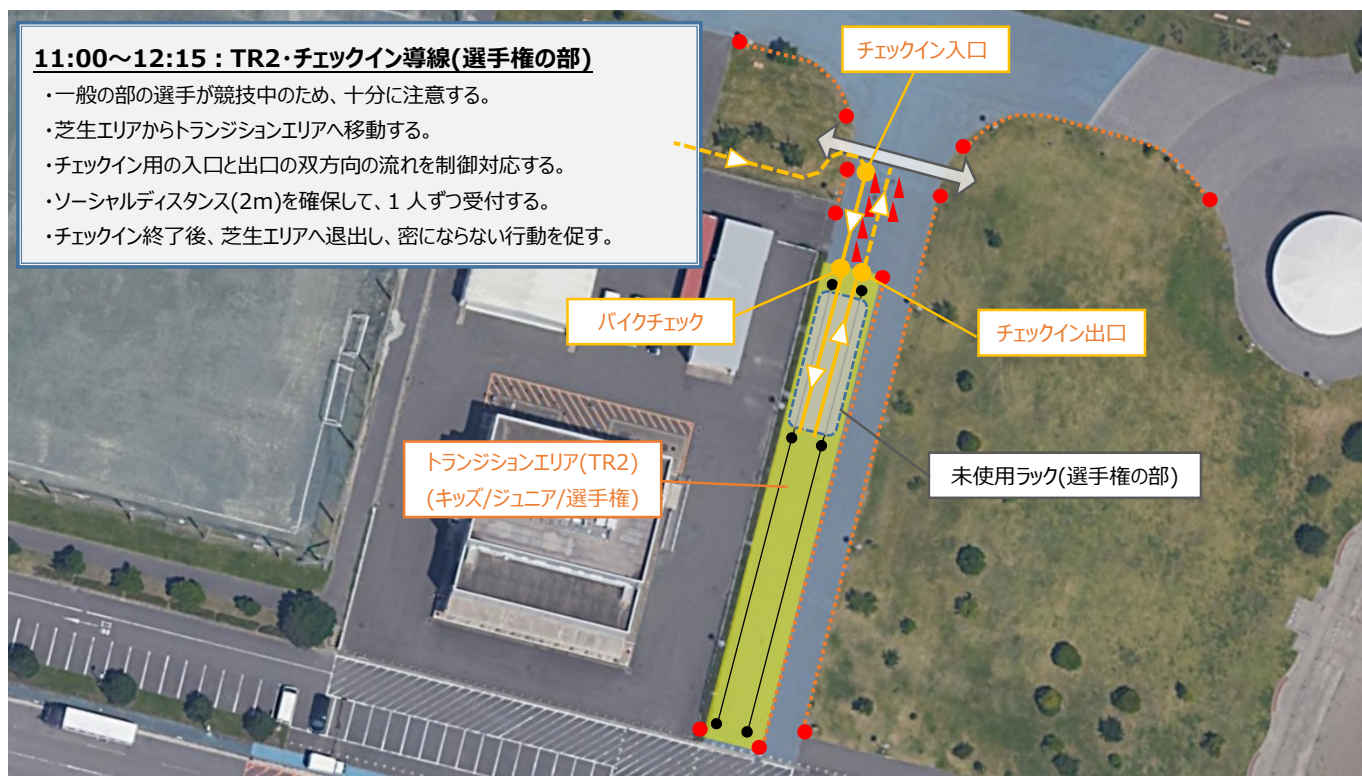 11:00～12:15：TR2・チェックイン導線(選手権の部)
・一般の部の選手が競技中のため、十分に注意する。
・芝生エリアからトランジションエリアへ移動する。
・チェックイン用の入口と出口の双方向の流れを制御対応する。
・ソーシャルディスタンス(2m)を確保して、1 人ずつ受付する。
・チェックイン終了後、芝生エリアへ退出し、密にならない行動を促す。
チェックイン入口
バイクチェック
チェックイン出口
トランジションエリア(TR2)
(キッズ/ジュニア/選手権)
未使用ラック(選手権の部)